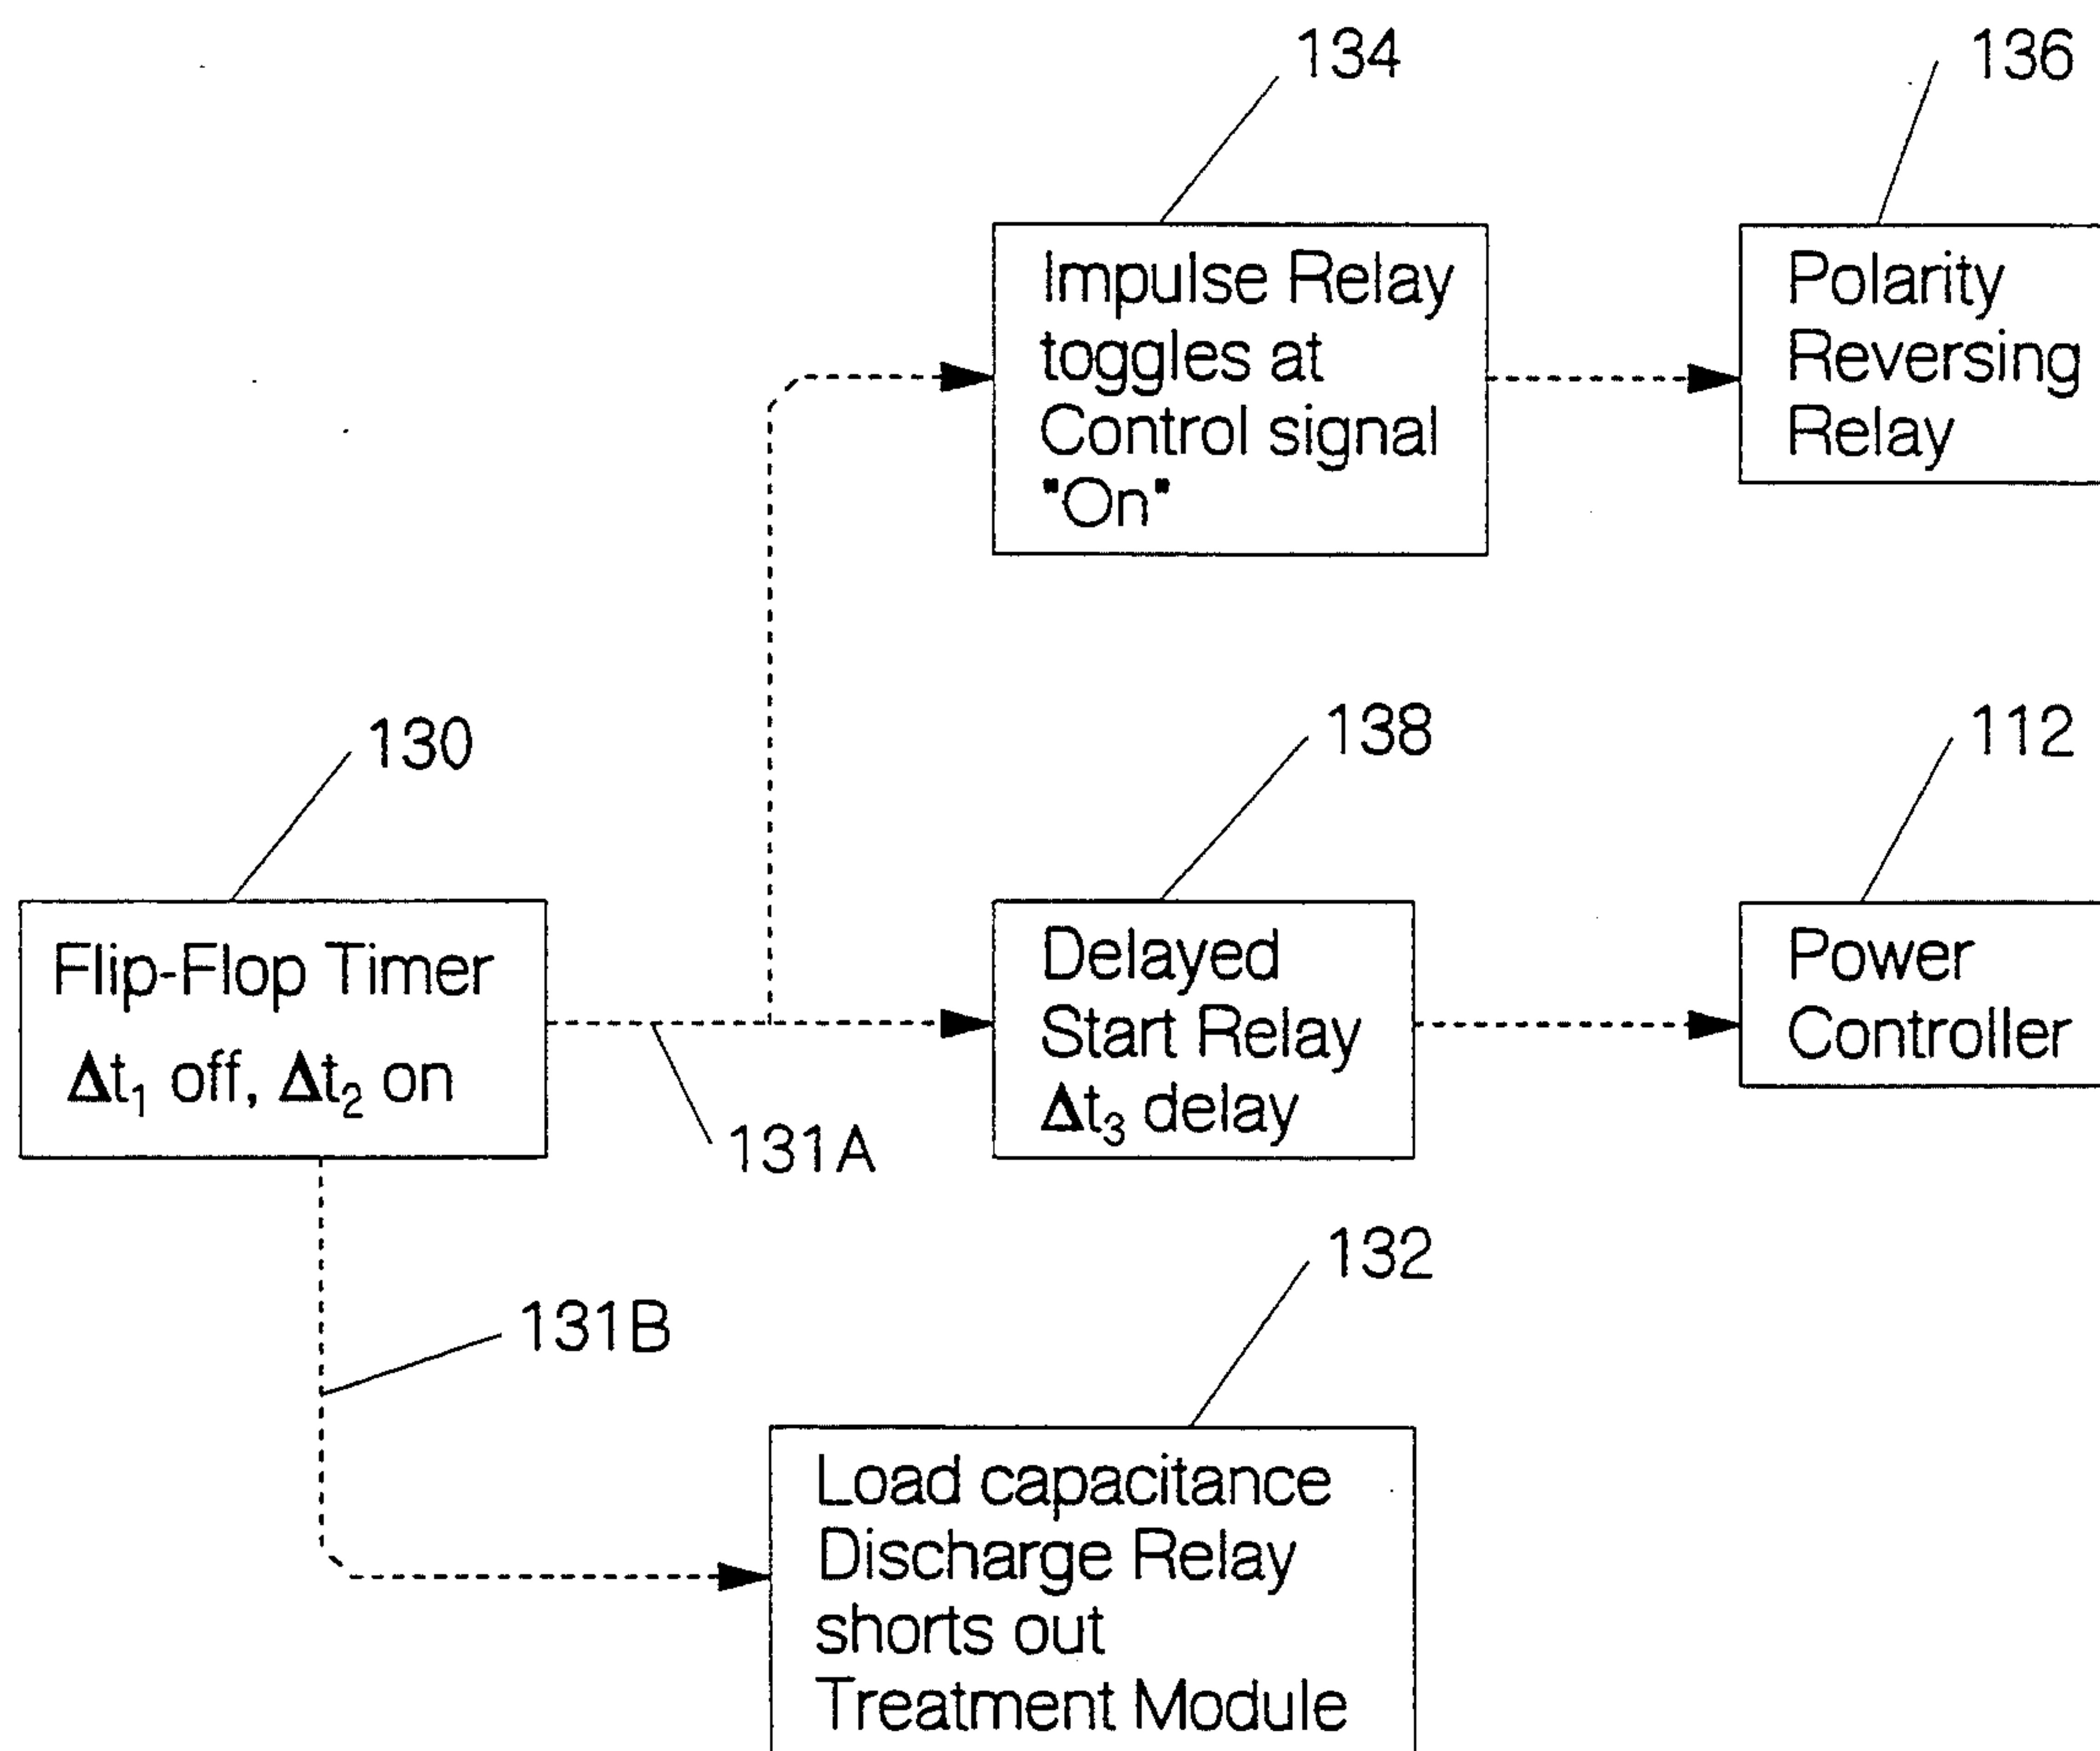 134
136
Impulse Relay
toggles at
Control signal
"On"
Polarity
Reversing
Relay
130
138
112
Flip-Flop Timer
Δt₁ off, Δt₂ on
131A
Delayed
Start Relay
Δt₃ delay
Power
Controller
131B
132
Load capacitance
Discharge Relay
shorts out
Treatment Module